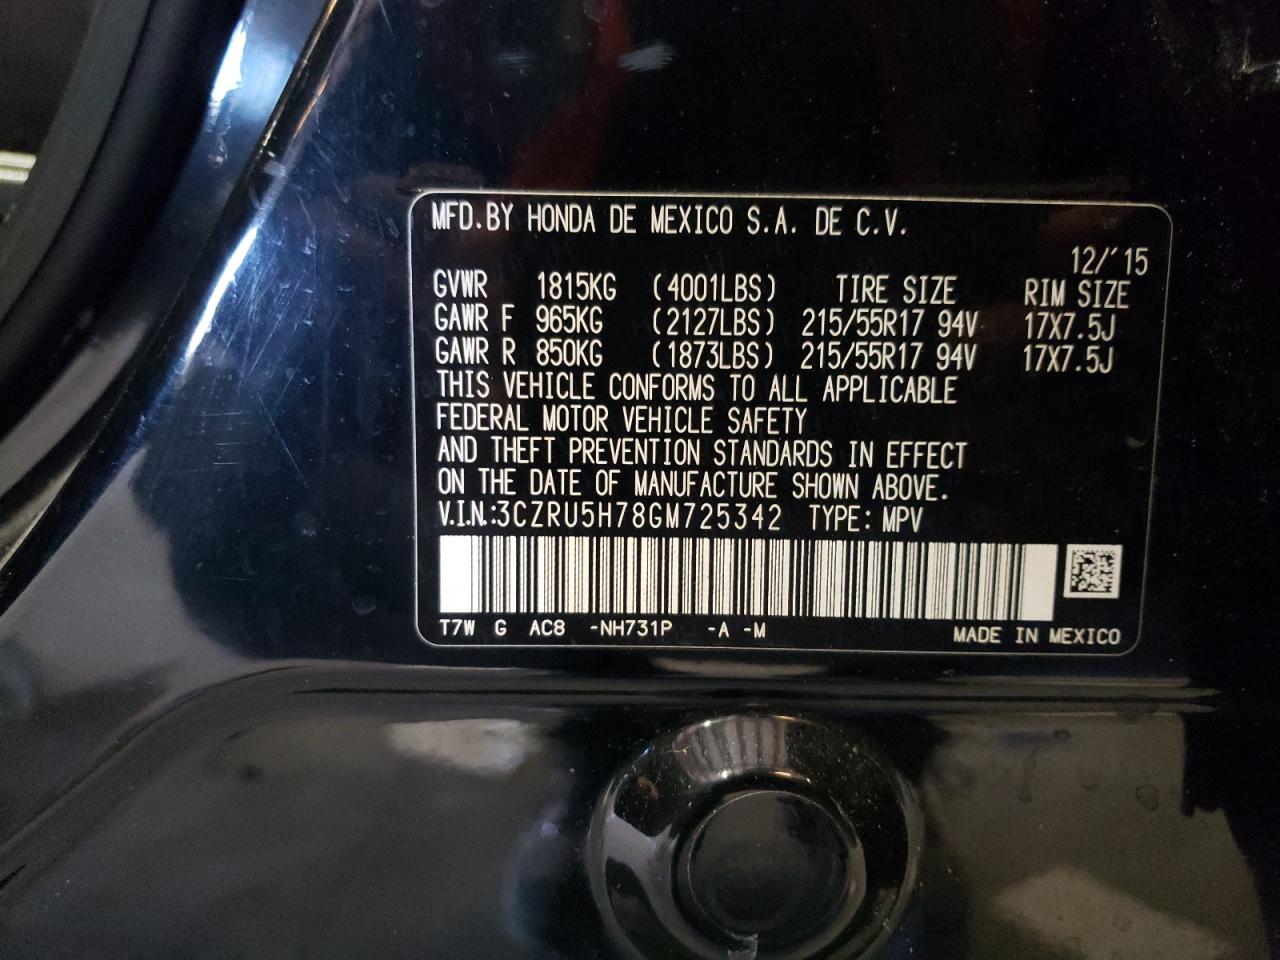 MFD.BY HONDA DE MEXICO S.A. DE C.V.
12/'15
GVWR 1815KG (4001LBS) TIRE SIZE RIM SIZE
GAWR F 965KG (2127LBS) 215/55R17 94V 17X7.5J
GAWR R 850KG (1873LBS) 215/55R17 94V 17X7.5J
THIS VEHICLE CONFORMS TO ALL APPLICABLE
FEDERAL MOTOR VEHICLE SAFETY
AND THEFT PREVENTION STANDARDS IN EFFECT
ON THE DATE OF MANUFACTURE SHOWN ABOVE.
V.I.N.:3CZRU5H78GM725342 TYPE: MPV
T7W G AC8 -NH731P -A -M MADE IN MEXICO